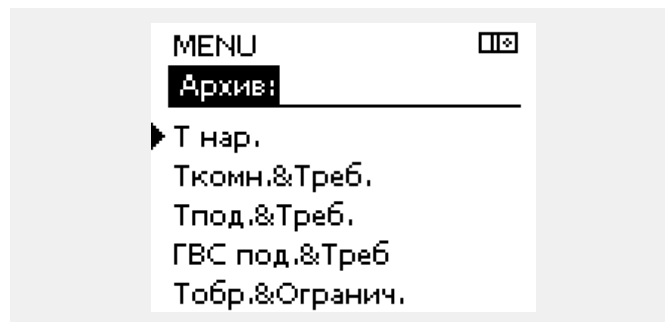 MENU
Архив:
Т нар.
Ткомн.&Треб.
Тпод.&Треб.
ГВС под.&Треб
Тобр.&Огранич.